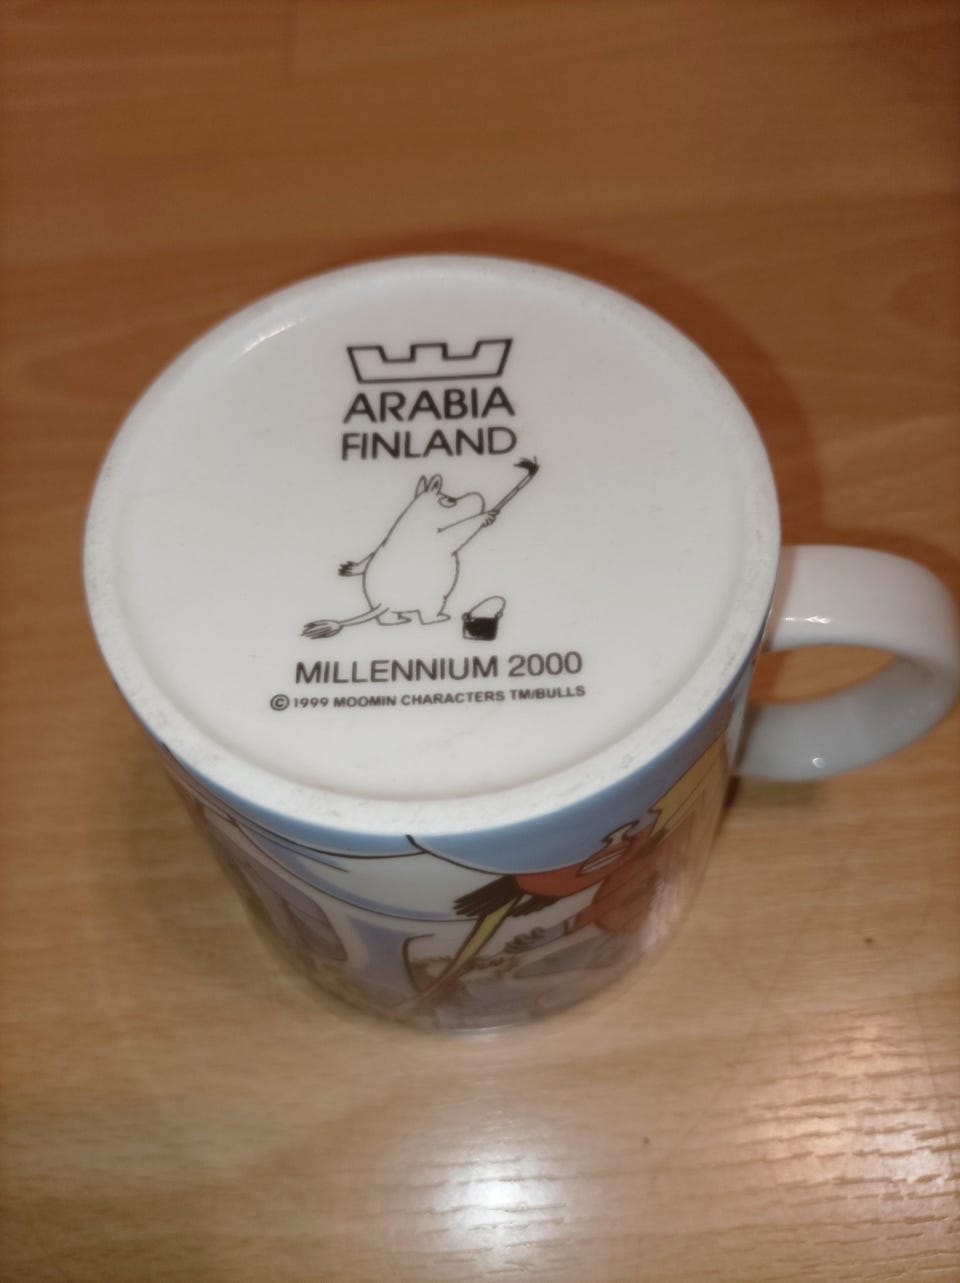 ARABIA
FINLAND
MILLENNIUM 2000
© 1999 MOOMIN CHARACTERS TM/BULLS